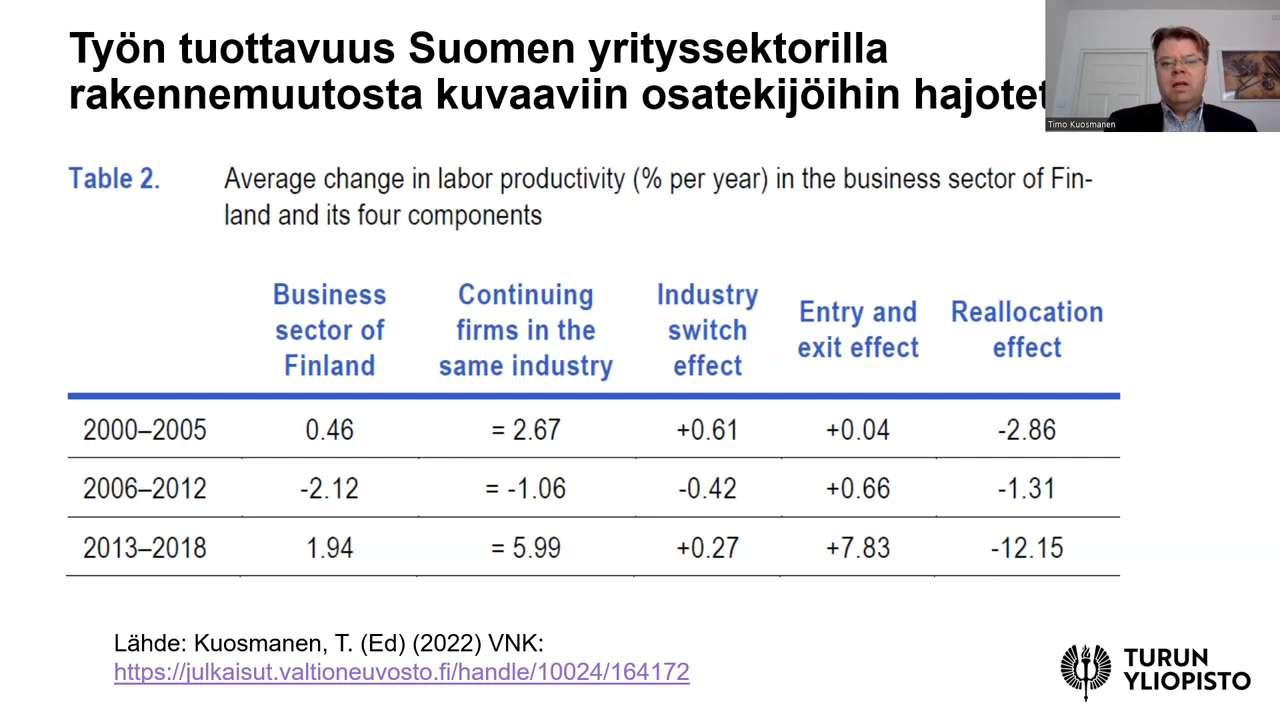 Työn tuottavuus Suomen yrityssektorilla
rakennemuutosta kuvaaviin osatekijöihin
Timo Kuosmanen
Table 2. Average change in labor productivity (% per year) in the business sector of Fin-
land and its four components
Business sector of Finland Continuing firms in the same industry Industry switch effect Entry and exit effect Reallocation effect
2000–2005 0.46 = 2.67 +0.61 +0.04 -2.86
2006–2012 -2.12 = -1.06 -0.42 +0.66 -1.31
2013–2018 1.94 = 5.99 +0.27 +7.83 -12.15
Lähde: Kuosmanen, T. (Ed) (2022) VNK:
https://julkaisut.valtioneuvosto.fi/handle/10024/164172
TURUN
YLIOPISTO